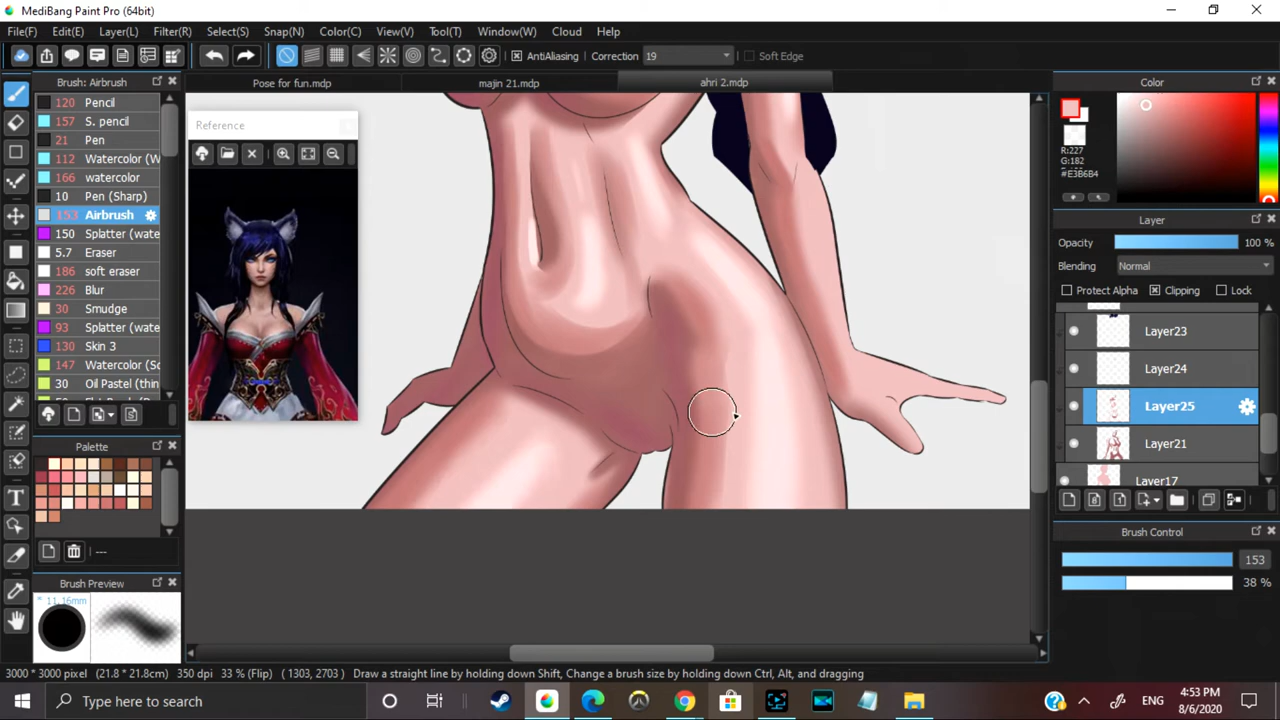 MediBang Paint Pro (64bit)
File(F) Edit(E) Layer(L) Filter(R) Select(S) Snap(N) Color(C) View(V) Tool(T) Window(W) Cloud Help
AntiAliasing Correction 19 Soft Edge
Brush: Airbrush
Pose for fun.mdp majin 21.mdp ahri 2.mdp
Color
120 Pencil
157 S. pencil
21 Pen
112 Watercolor (W
166 watercolor
10 Pen (Sharp)
153 Airbrush
150 Splatter (water
5.7 Eraser
186 soft eraser
226 Blur
30 Smudge
93 Splatter (water
130 Skin 3
147 Watercolor (So
30 Oil Pastel (thin
Reference
R:227
G:182
B:180
#E3B6B4
Layer
Opacity 100 %
Blending Normal
Protect Alpha Clipping Lock
Layer23
Layer24
Layer25
Layer21
Layer17
Palette
---
Brush Preview
11.16mm
Brush Control
153
38 %
3000 * 3000 pixel (21.8 * 21.8cm) 350 dpi 33 % (Flip) ( 1303, 2703 ) Draw a straight line by holding down Shift, Change a brush size by holding down Ctrl, Alt, and dragging
Type here to search
ENG
4:53 PM
8/6/2020